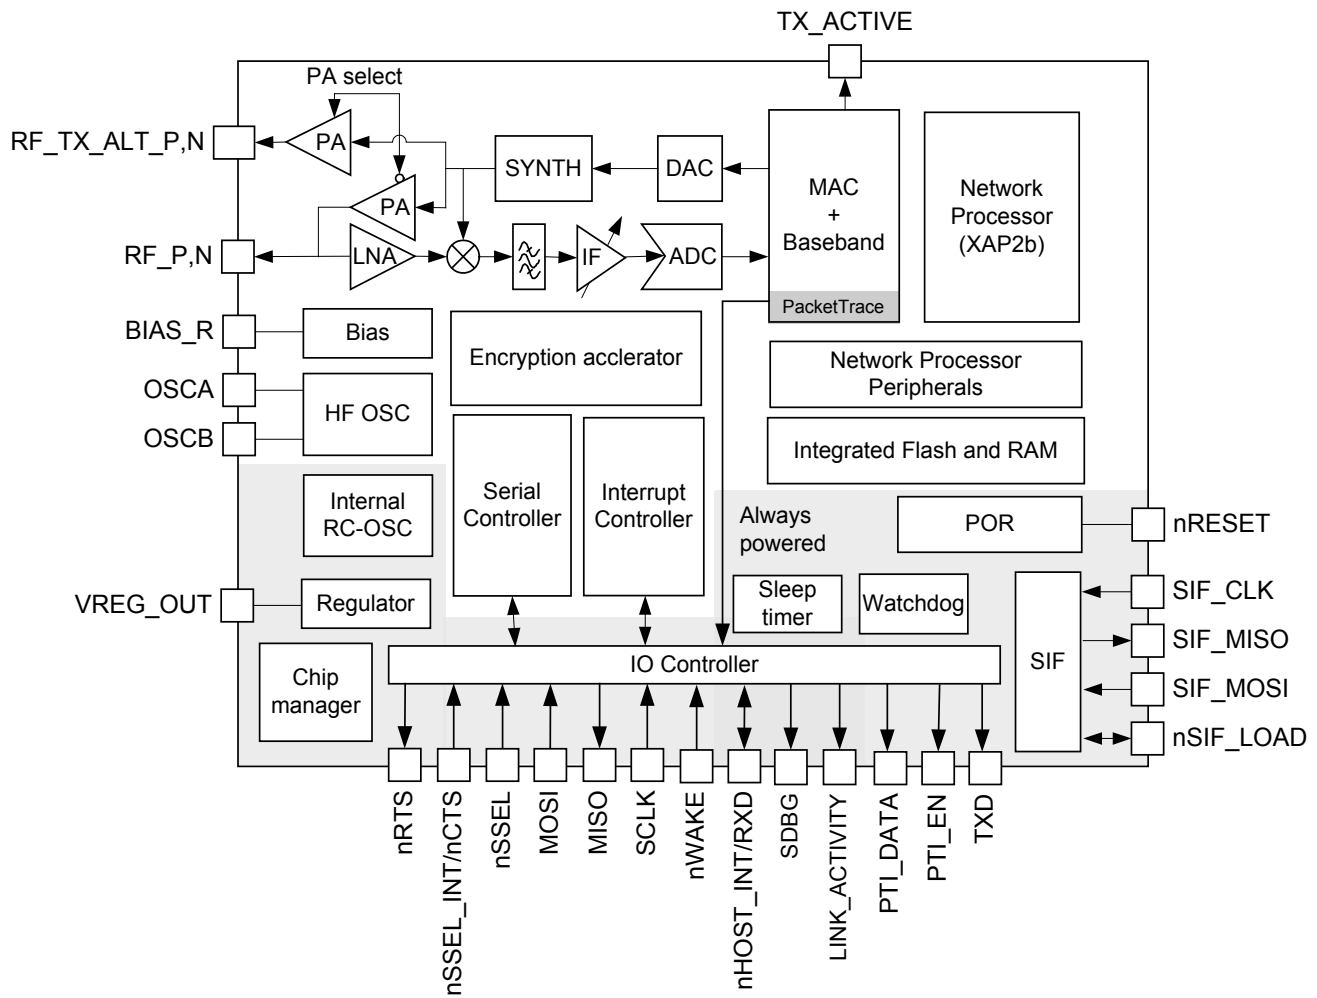 TX_ACTIVE
PA select
RF_TX_ALT_P,N
PA
SYNTH
DAC
MAC
+
Baseband
Network
Processor
(XAP2b)
PA
RF_P,N
LNA
IF
ADC
PacketTrace
BIAS_R
Bias
Encryption acclerator
Network Processor
Peripherals
OSCA
HF OSC
OSCB
Integrated Flash and RAM
Internal
RC-OSC
Serial
Controller
Interrupt
Controller
Always
powered
POR
nRESET
VREG_OUT
Regulator
Sleep
timer
Watchdog
SIF_CLK
SIF_MISO
SIF
SIF_MOSI
nSIF_LOAD
IO Controller
Chip
manager
nRTS
nSSEL_INT/nCTS
nSSEL
MOSI
MISO
SCLK
nWAKE
nHOST_INT/RXD
SDBG
LINK_ACTIVITY
PTI_DATA
PTI_EN
TXD